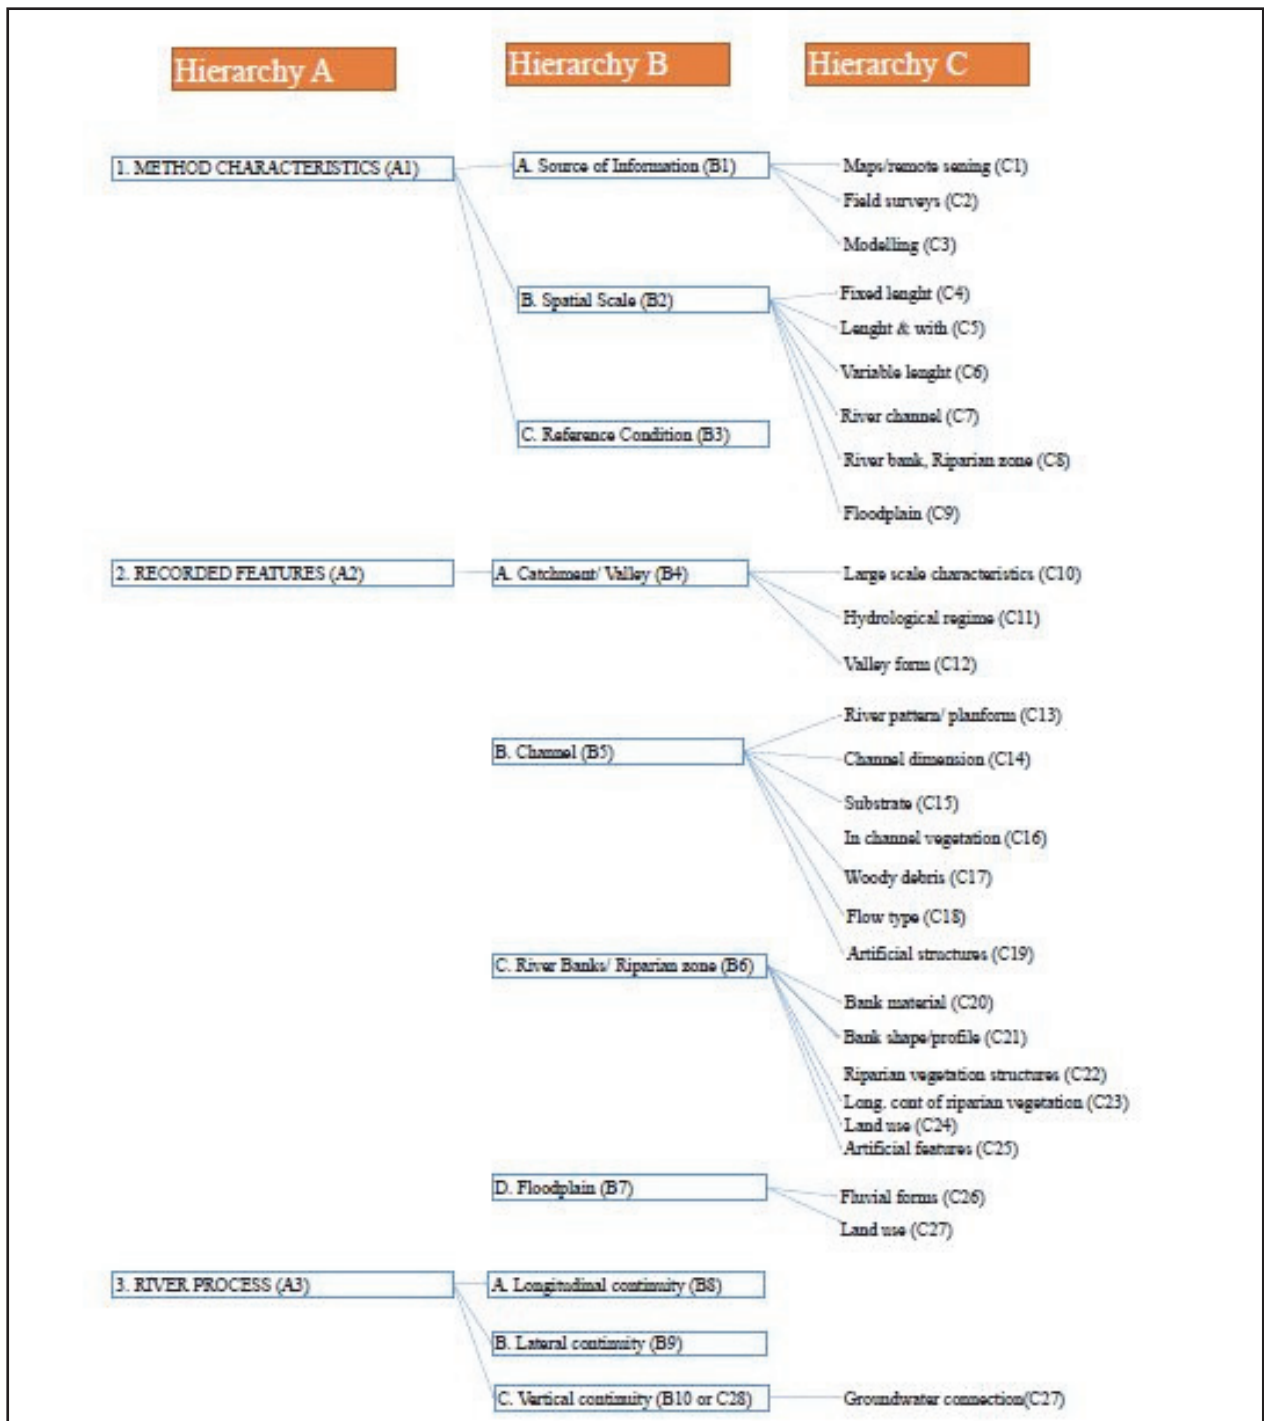 Hierarchy A
Hierarchy B
Hierarchy C
1. METHOD CHARACTERISTICS (A1)
A. Source of Information (B1)
Maps/remote sening (C1)
Field surveys (C2)
Modelling (C3)
B. Spatial Scale (B2)
Fixed lenght (C4)
Lenght & with (C5)
Variable lenght (C6)
River channel (C7)
C. Reference Condition (B3)
River bank, Riparian zone (C8)
Floodplain (C9)
2. RECORDED FEATURES (A2)
A. Catchment/ Valley (B4)
Large scale characteristics (C10)
Hydrological regime (C11)
Valley form (C12)
B. Channel (B5)
River pattern/ planform (C13)
Channel dimension (C14)
Substrate (C15)
In channel vegetation (C16)
Woody debris (C17)
Flow type (C18)
Artificial structures (C19)
C. River Banks/ Riparian zone (B6)
Bank material (C20)
Bank shape/profile (C21)
Riparian vegetation structures (C22)
Long. cont of riparian vegetation (C23)
Land use (C24)
Artificial features (C25)
D. Floodplain (B7)
Fluvial forms (C26)
Land use (C27)
3. RIVER PROCESS (A3)
A. Longitudinal continuity (B8)
B. Lateral continuity (B9)
C. Vertical continuity (B10 or C28)
Groundwater connection(C27)